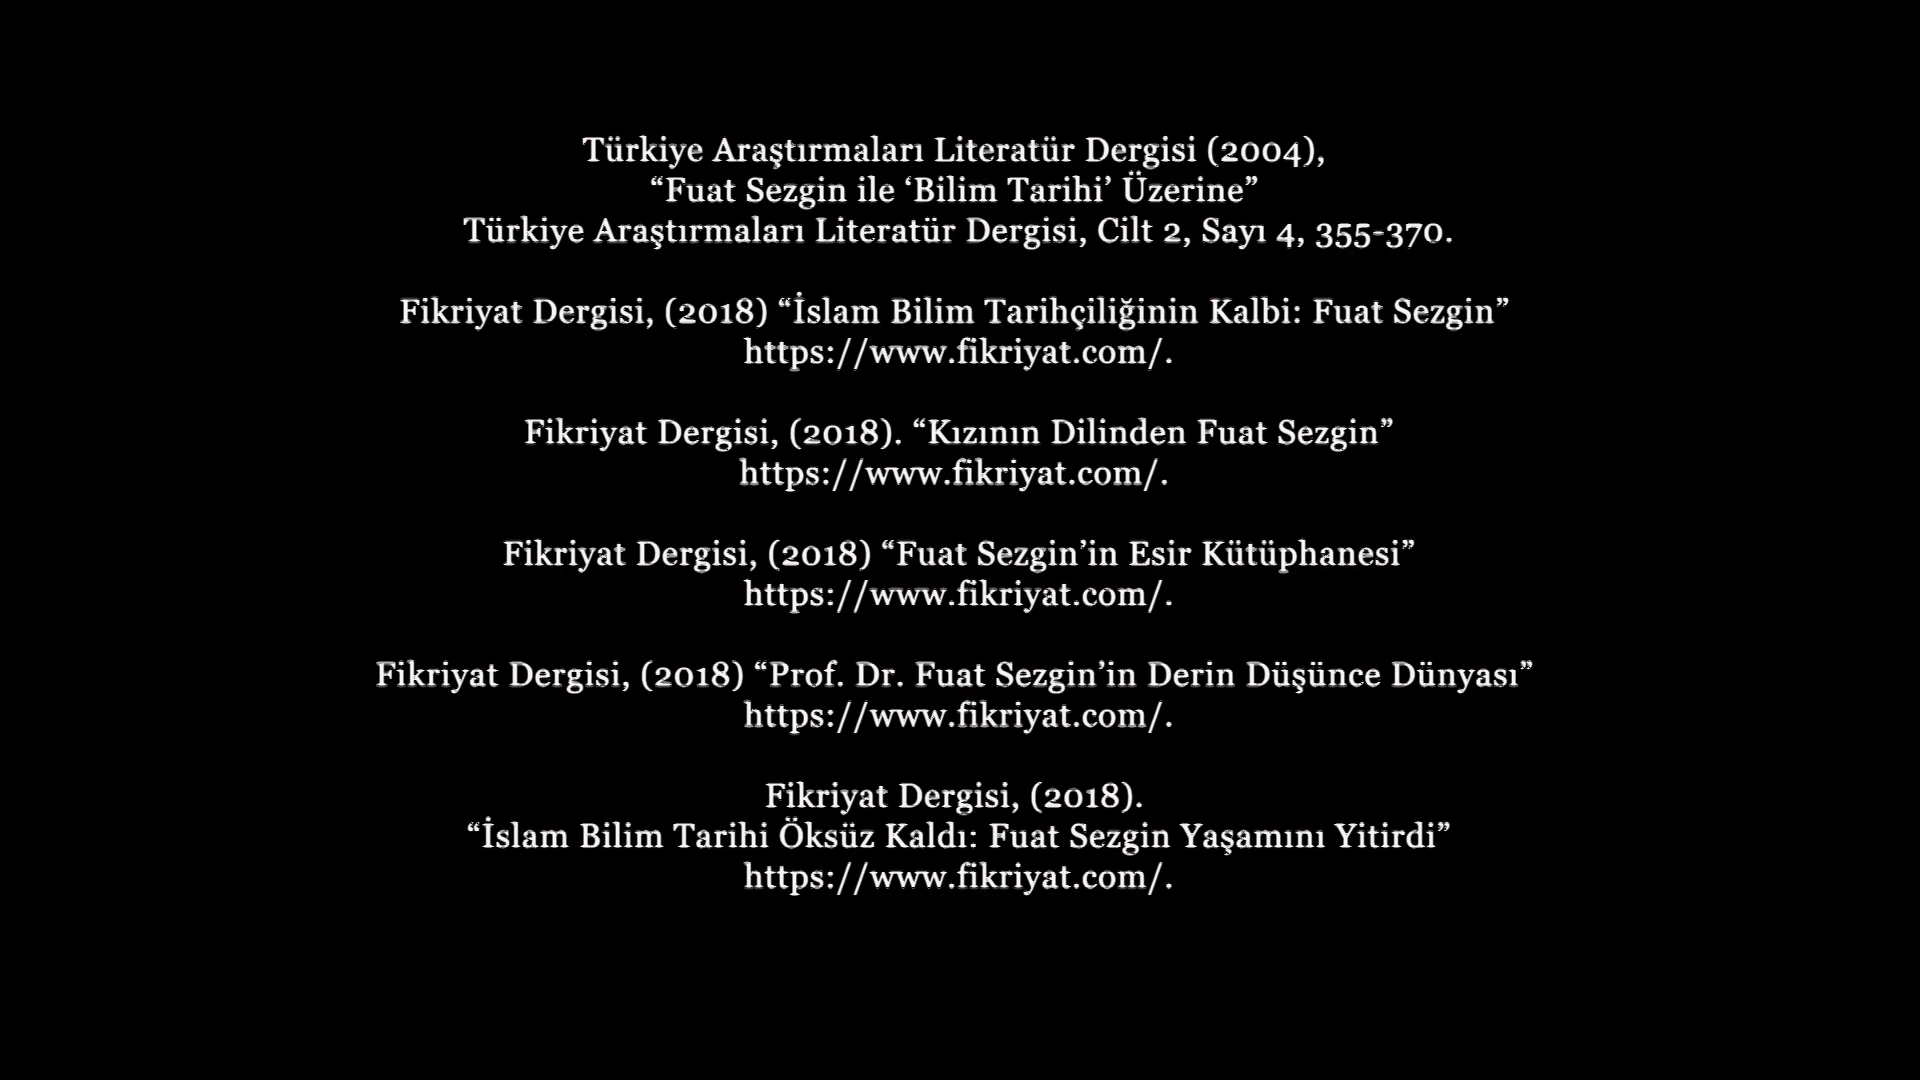 Türkiye Araştırmaları Literatür Dergisi (2004),
“Fuat Sezgin ile ‘Bilim Tarihi’ Üzerine”
Türkiye Araştırmaları Literatür Dergisi, Cilt 2, Sayı 4, 355-370.
Fikriyat Dergisi, (2018) “İslam Bilim Tarihçiliğinin Kalbi: Fuat Sezgin”
https://www.fikriyat.com/.
Fikriyat Dergisi, (2018). “Kızının Dilinden Fuat Sezgin”
https://www.fikriyat.com/.
Fikriyat Dergisi, (2018) “Fuat Sezgin’in Esir Kütüphanesi”
https://www.fikriyat.com/.
Fikriyat Dergisi, (2018) “Prof. Dr. Fuat Sezgin’in Derin Düşünce Dünyası”
https://www.fikriyat.com/.
Fikriyat Dergisi, (2018).
“İslam Bilim Tarihi Öksüz Kaldı: Fuat Sezgin Yaşamını Yitirdi”
https://www.fikriyat.com/.